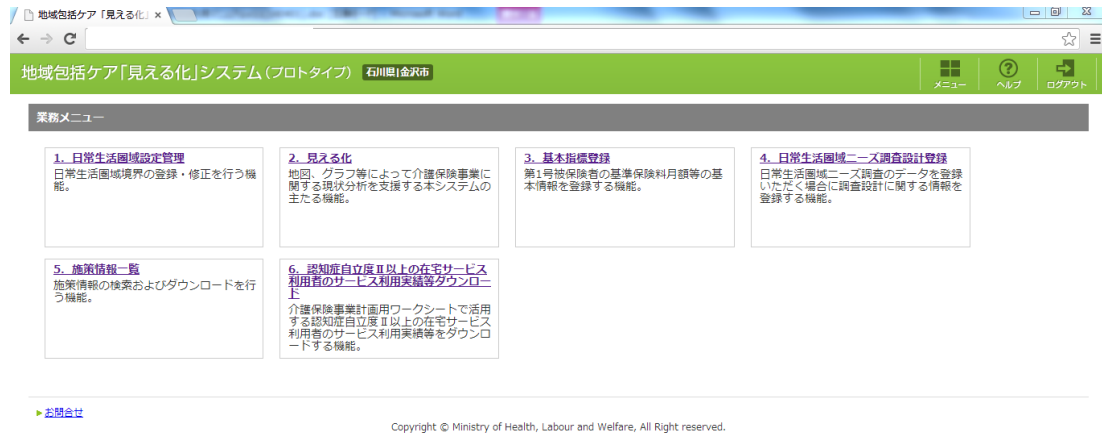 地域包括ケア「見える化」
地域包括ケア「見える化」システム(プロトタイプ) 石川県|金沢市
メニュー ヘルプ ログアウト
業務メニュー
1. 日常生活圏域設定管理
日常生活圏域境界の登録・修正を行う機
能。
2. 見える化
地図、グラフ等によって介護保険事業に
関する現状分析を支援する本システムの
主たる機能。
3. 基本指標登録
第1号被保険者の基準保険料月額等の基
本情報を登録する機能。
4. 日常生活圏域ニーズ調査設計登録
日常生活圏域ニーズ調査のデータを登録
いただく場合に調査設計に関する情報を
登録する機能。
5. 施策情報一覧
施策情報の検索およびダウンロードを行
う機能。
6. 認知症自立度Ⅱ以上の在宅サービス
利用者のサービス利用実績等ダウンロー
ド
介護保険事業計画用ワークシートで活用
する認知症自立度Ⅱ以上の在宅サービス
利用者のサービス利用実績等をダウンロ
ードする機能。
お問合せ
Copyright © Ministry of Health, Labour and Welfare, All Right reserved.